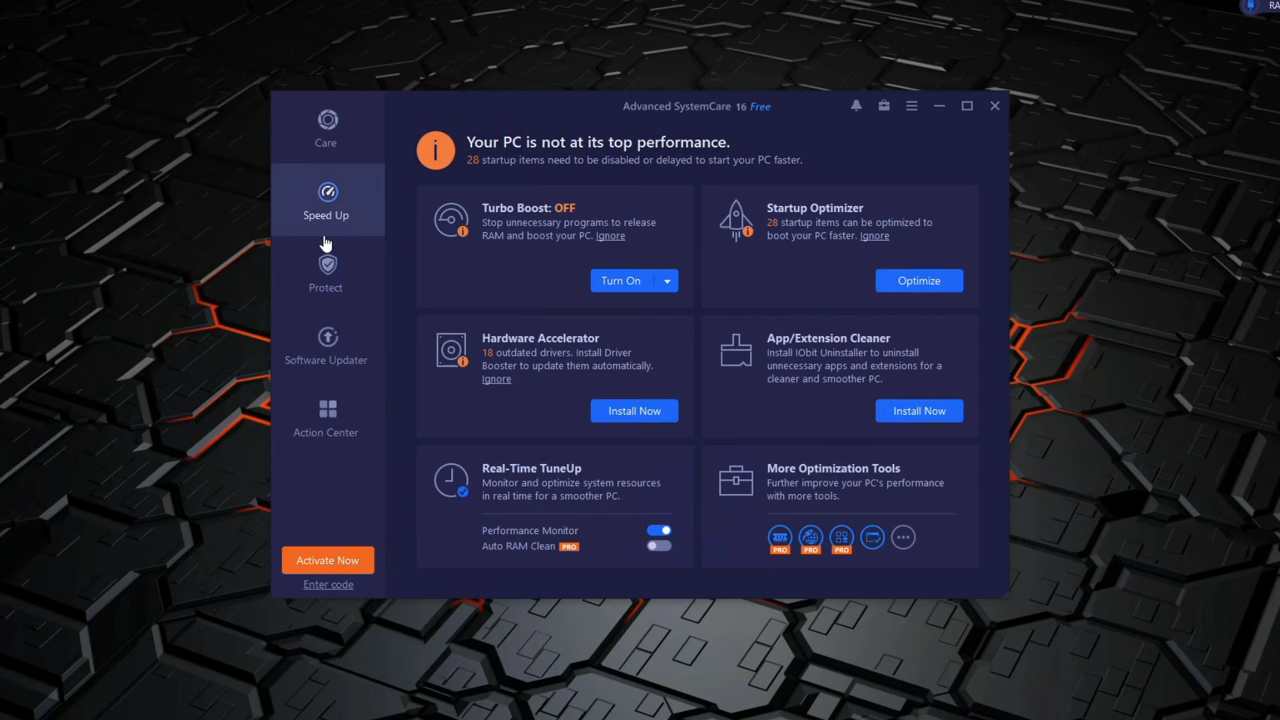 RA
Advanced SystemCare 16 Free
Care
Speed Up
Protect
Software Updater
Action Center
Activate Now
Enter code
Your PC is not at its top performance.
28 startup items need to be disabled or delayed to start your PC faster.
Turbo Boost: OFF
Stop unnecessary programs to release
RAM and boost your PC. Ignore
Turn On
Startup Optimizer
28 startup items can be optimized to
boot your PC faster. Ignore
Optimize
Hardware Accelerator
18 outdated drivers. Install Driver
Booster to update them automatically.
Ignore
Install Now
App/Extension Cleaner
Install IObit Uninstaller to uninstall
unnecessary apps and extensions for a
cleaner and smoother PC.
Install Now
Real-Time TuneUp
Monitor and optimize system resources
in real time for a smoother PC.
Performance Monitor
Auto RAM Clean PRO
More Optimization Tools
Further improve your PC's performance
with more tools.
PRO PRO PRO